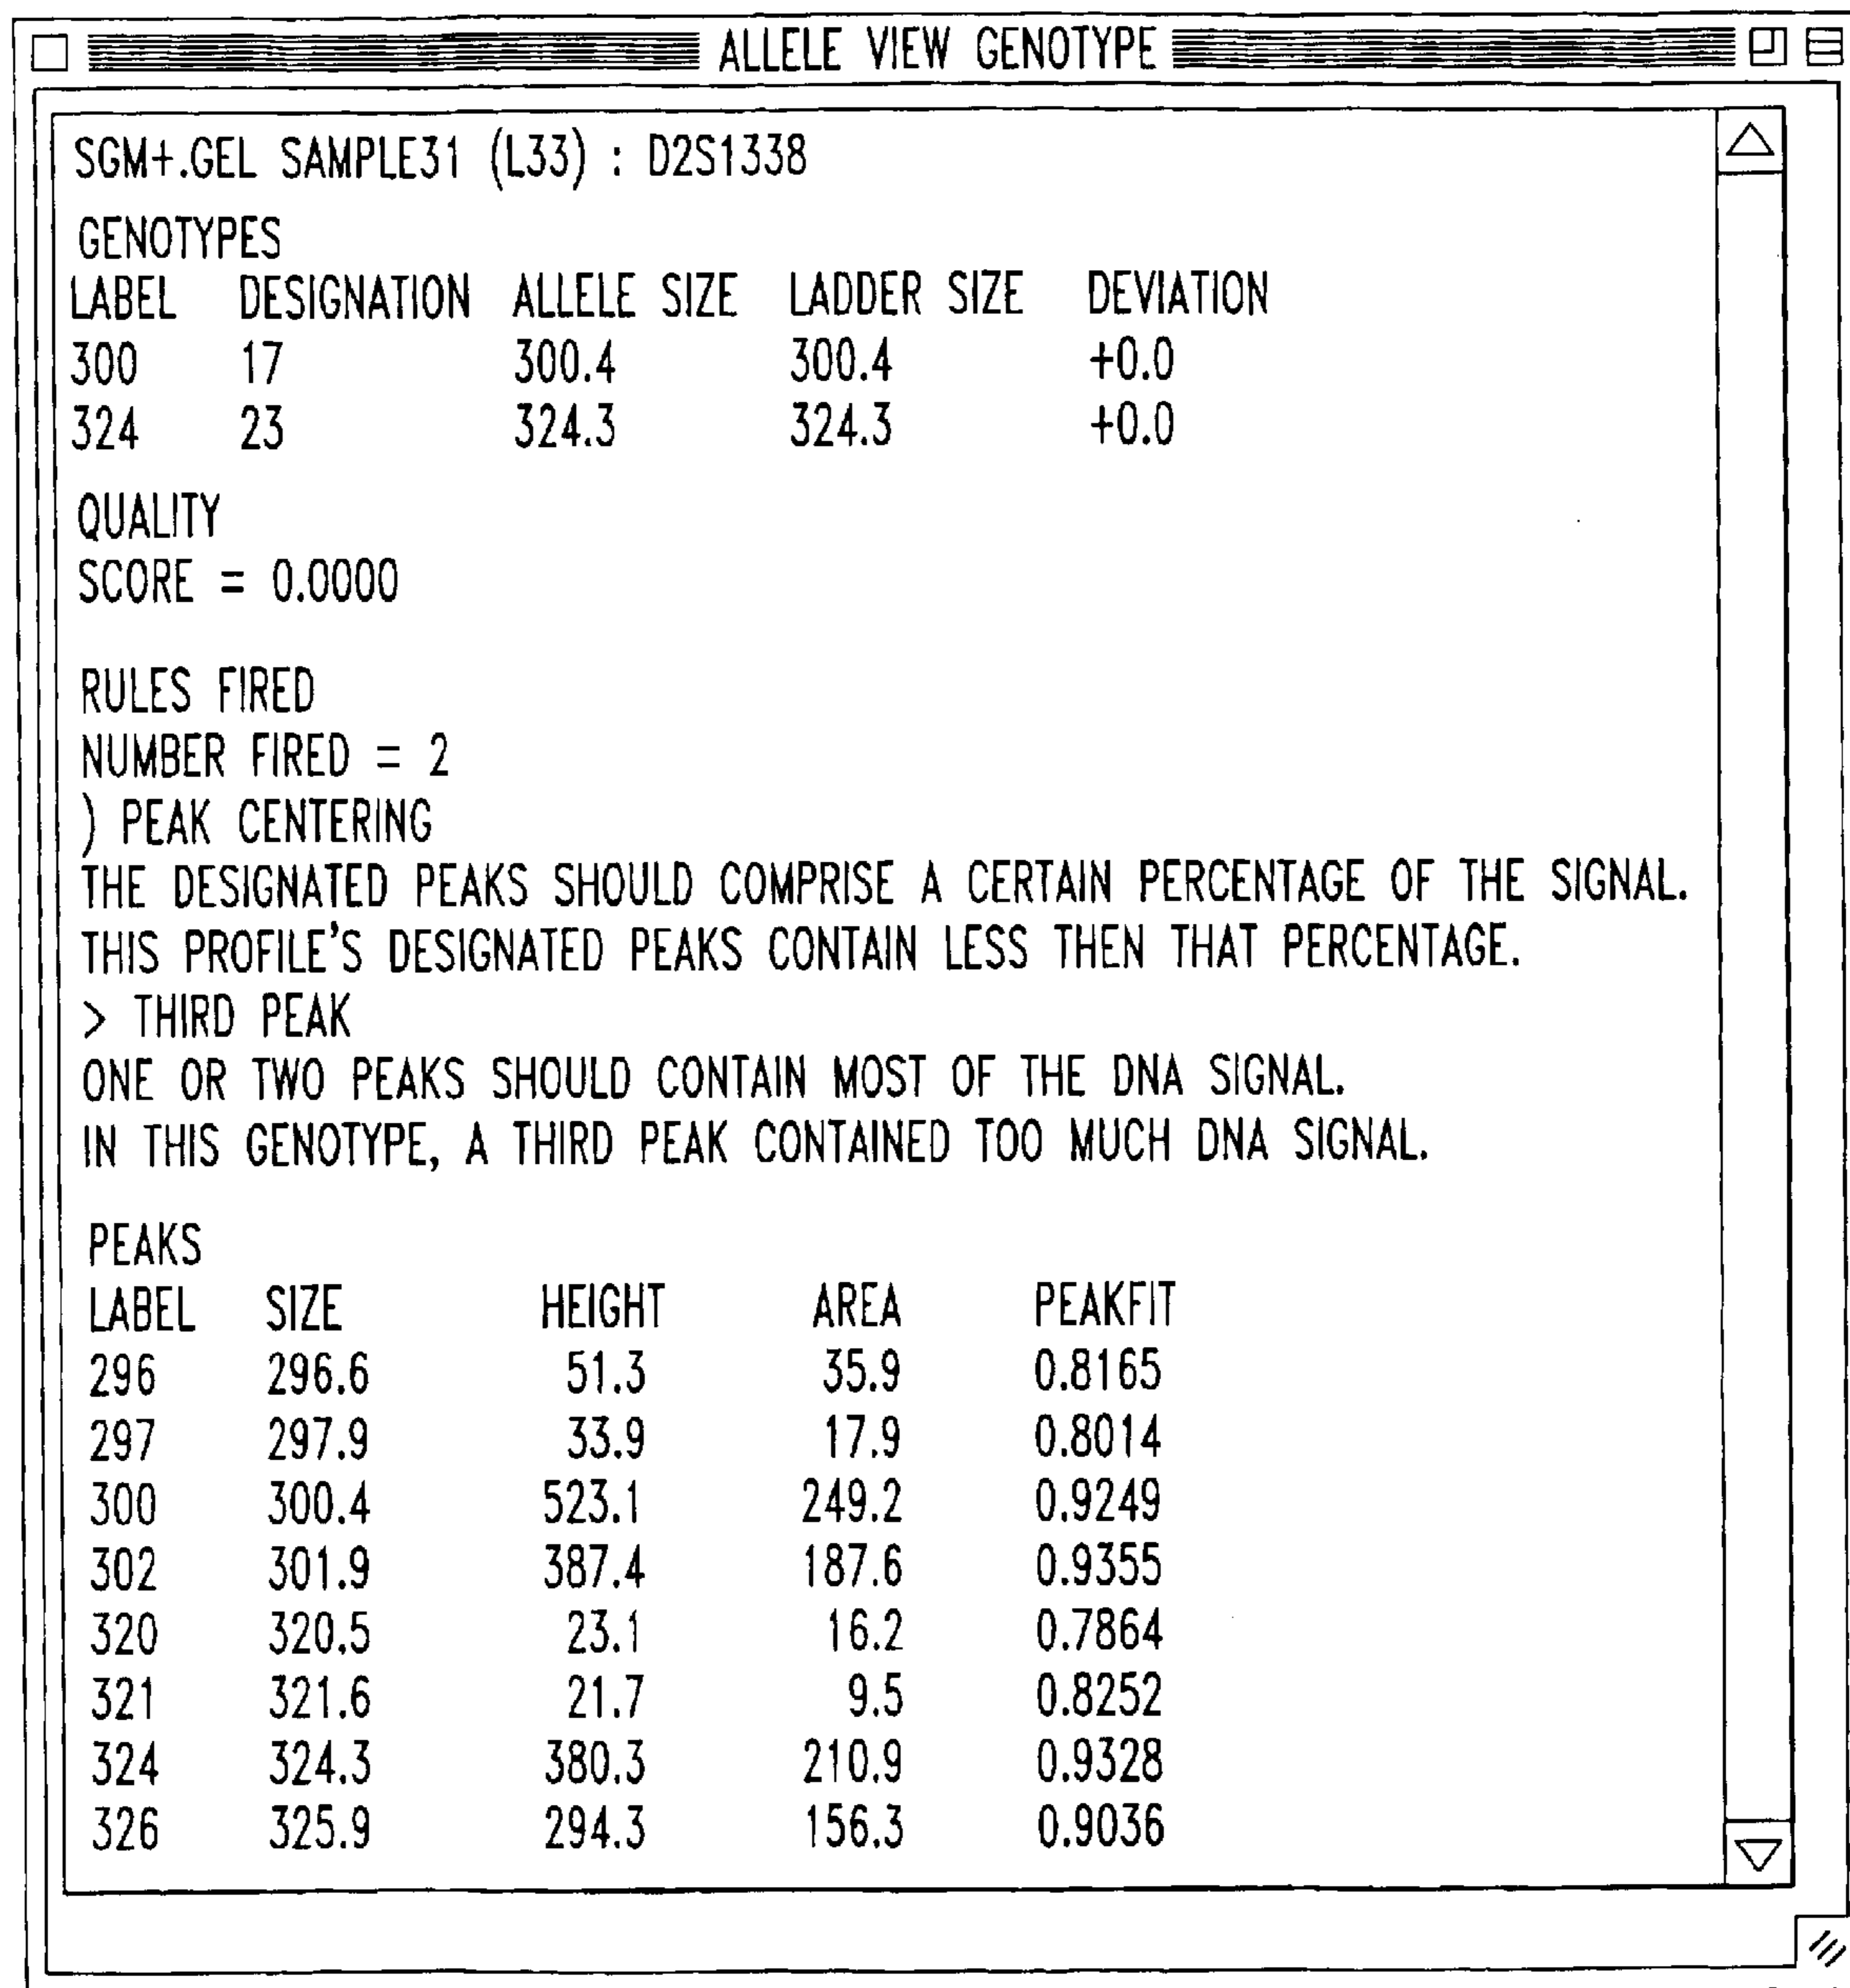 ALLELE VIEW GENOTYPE
SGM+.GEL SAMPLE31 (L33) : D2S1338
GENOTYPES
LABEL DESIGNATION ALLELE SIZE LADDER SIZE DEVIATION
300 17 300.4 300.4 +0.0
324 23 324.3 324.3 +0.0
QUALITY
SCORE = 0.0000
RULES FIRED
NUMBER FIRED = 2
) PEAK CENTERING
THE DESIGNATED PEAKS SHOULD COMPRISE A CERTAIN PERCENTAGE OF THE SIGNAL.
THIS PROFILE'S DESIGNATED PEAKS CONTAIN LESS THEN THAT PERCENTAGE.
> THIRD PEAK
ONE OR TWO PEAKS SHOULD CONTAIN MOST OF THE DNA SIGNAL.
IN THIS GENOTYPE, A THIRD PEAK CONTAINED TOO MUCH DNA SIGNAL.
PEAKS
LABEL SIZE HEIGHT AREA PEAKFIT
296 296.6 51.3 35.9 0.8165
297 297.9 33.9 17.9 0.8014
300 300.4 523.1 249.2 0.9249
302 301.9 387.4 187.6 0.9355
320 320.5 23.1 16.2 0.7864
321 321.6 21.7 9.5 0.8252
324 324.3 380.3 210.9 0.9328
326 325.9 294.3 156.3 0.9036